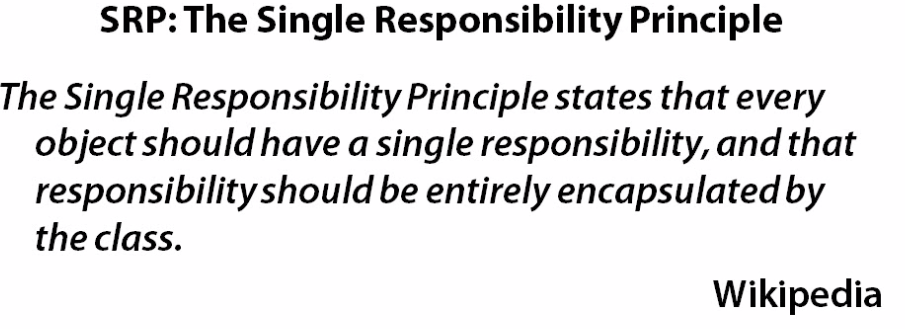 SRP: The Single Responsibility Principle
The Single Responsibility Principle states that every
object should have a single responsibility, and that
responsibility should be entirely encapsulated by
the class.
Wikipedia